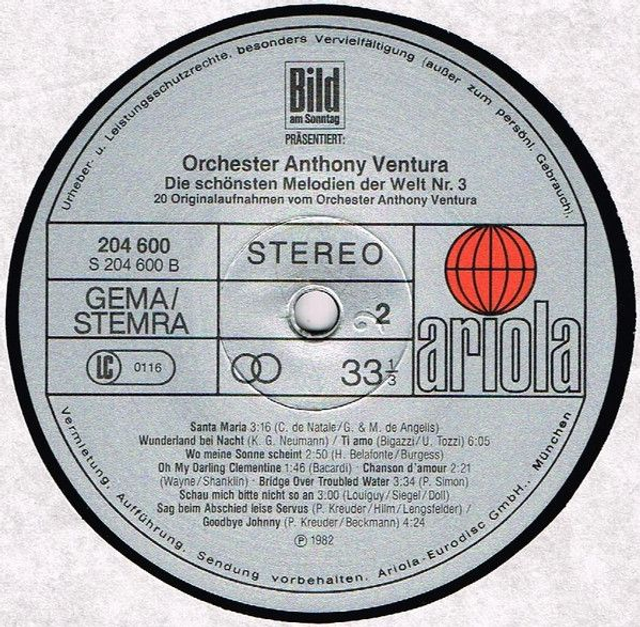 Urheber- u. Leistungsschutzrechte, besonders Vervielfältigung (außer zum persönl. Gebrauch),
Bild
am Sonntag
PRÄSENTIERT:
Orchester Anthony Ventura
Die schönsten Melodien der Welt Nr. 3
20 Originalaufnahmen vom Orchester Anthony Ventura
204 600
S 204 600 B
STEREO
GEMA/
STEMRA
2
LC 0116
33 1/3
ariola
Santa Maria 3:16 (C. de Natale/G. & M. de Angelis)
Wunderland bei Nacht (K. G. Neumann) / Ti amo (Bigazzi/U. Tozzi) 6:05
Wo meine Sonne scheint 2:50 (H. Belafonte/Burgess)
Oh My Darling Clementine 1:46 (Bacardi) · Chanson d'amour 2:21
(Wayne/Shanklin) · Bridge Over Troubled Water 3:34 (P. Simon)
Schau mich bitte nicht so an 3:00 (Louiguy/Siegel/Doll)
Sag beim Abschied leise Servus (P. Kreuder/Hilm/Lengsfelder) /
Goodbye Johnny (P. Kreuder/Beckmann) 4:24
℗ 1982
Vermietung, Aufführung, Sendung vorbehalten. Ariola-Eurodisc GmbH., München